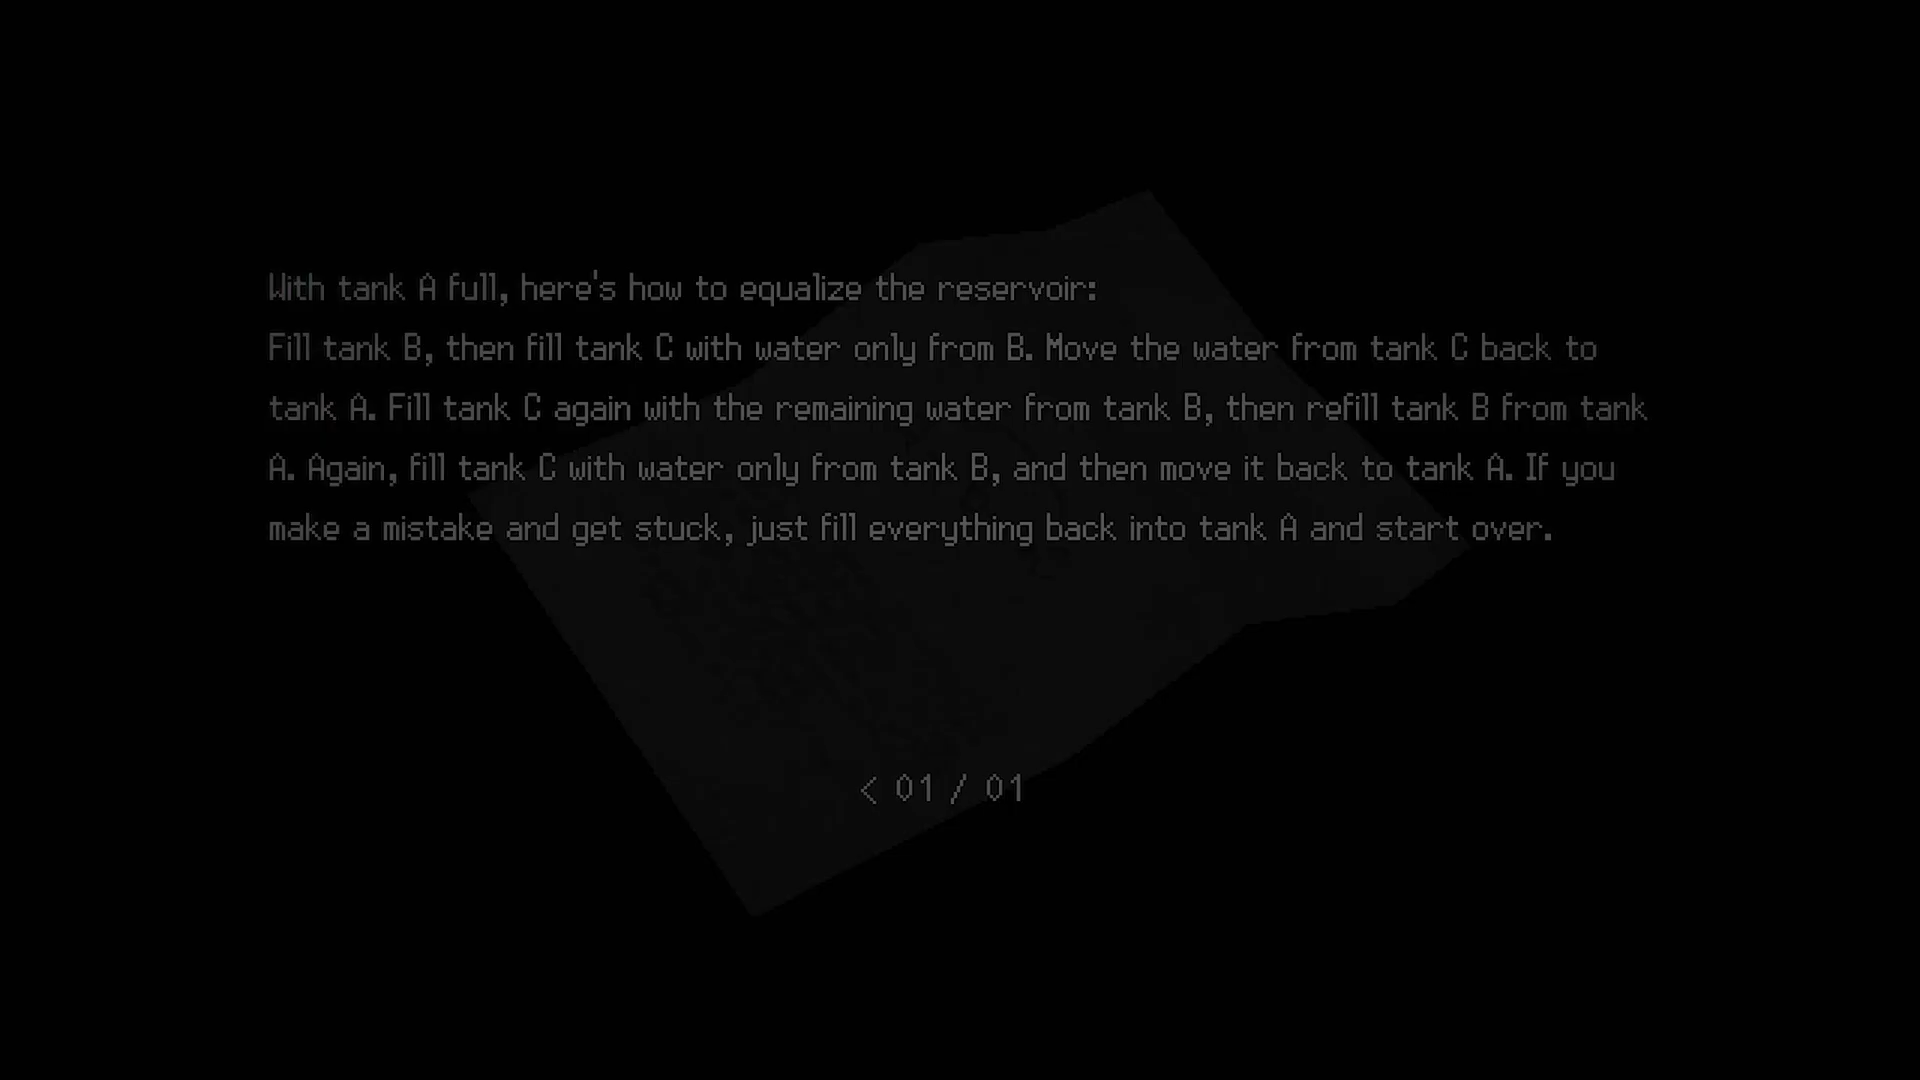 With tank A full, here's how to equalize the reservoir:
Fill tank B, then fill tank C with water only from B. Move the water from tank C back to
tank A. Fill tank C again with the remaining water from tank B, then refill tank B from tank
A. Again, fill tank C with water only from tank B, and then move it back to tank A. If you
make a mistake and get stuck, just fill everything back into tank A and start over.
< 01 / 01